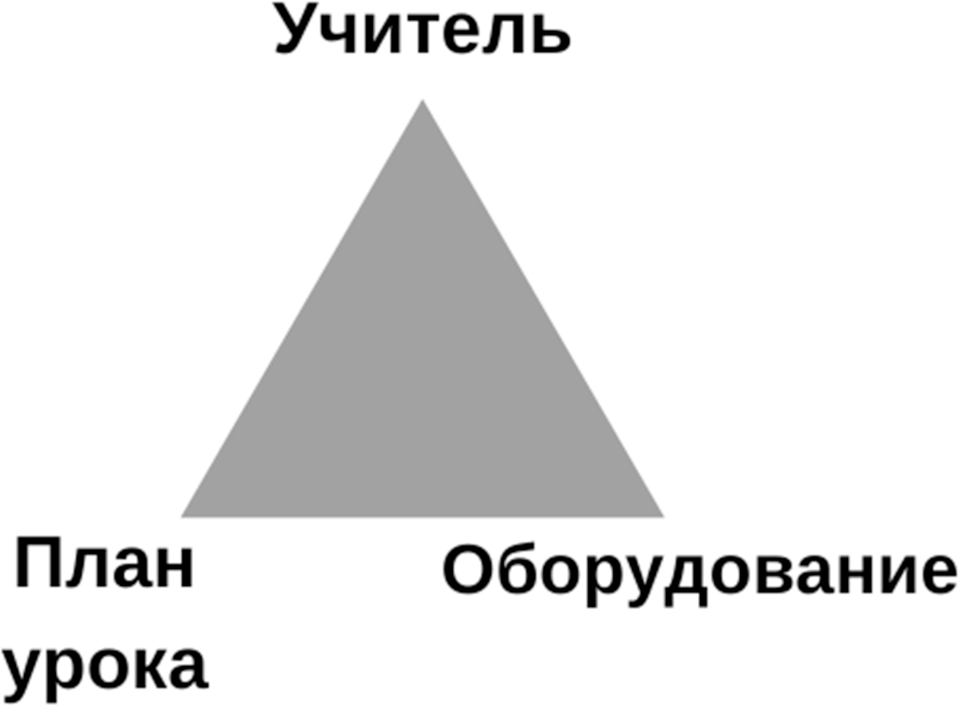 Учитель
План
урока
Оборудование